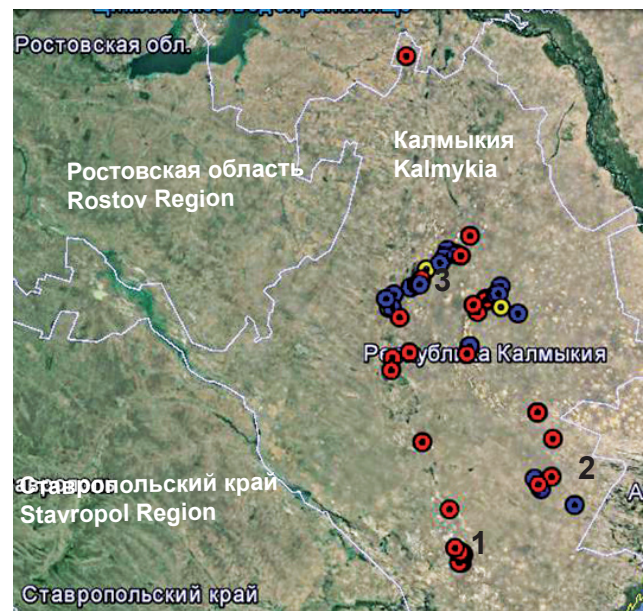 Ростовская обл.
Калмыкия
Kalmykia
Ростовская область
Rostov Region
3
Республика Калмыкия
2
Ставропольский край
Stavropol Region
1
Ставропольский край